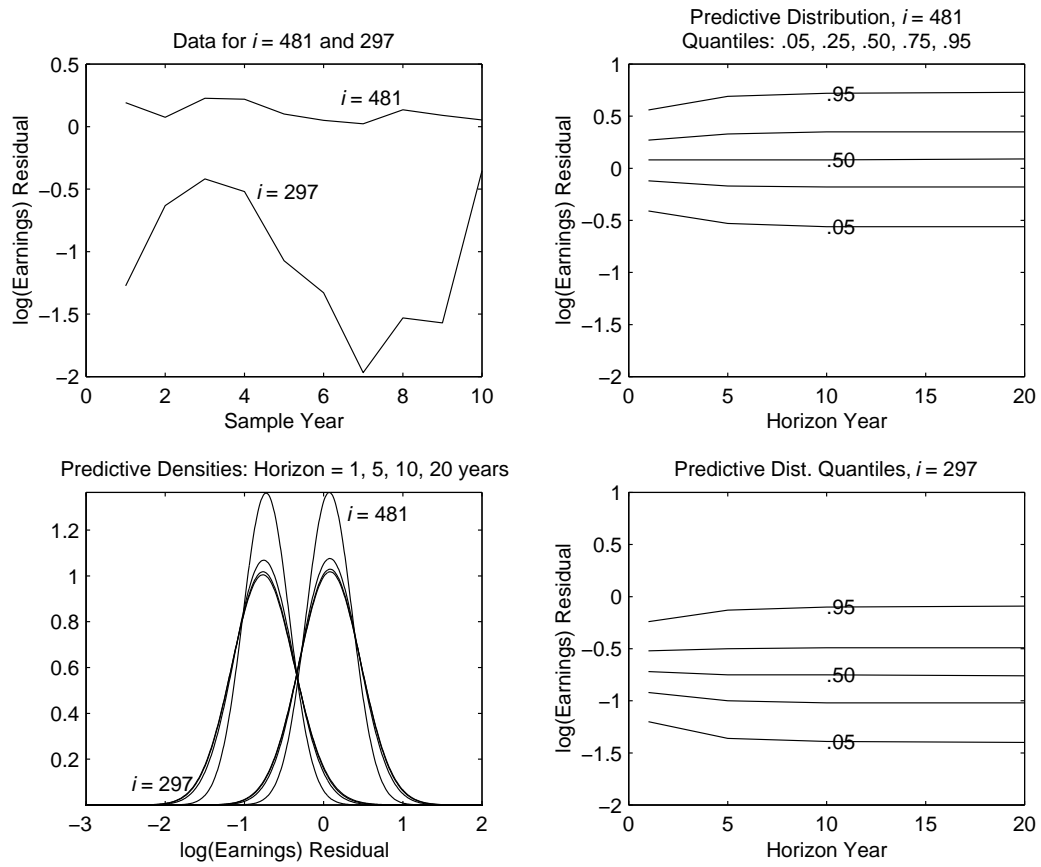 Data for i = 481 and 297
0.5
0
−0.5
−1
−1.5
−2
0 2 4 6 8 10
log(Earnings) Residual
Sample Year
i = 481
i = 297
Predictive Distribution, i = 481
Quantiles: .05, .25, .50, .75, .95
1
0.5
0
−0.5
−1
−1.5
−2
0 5 10 15 20
log(Earnings) Residual
Horizon Year
.95
.50
.05
Predictive Densities: Horizon = 1, 5, 10, 20 years
1.2
1
0.8
0.6
0.4
0.2
−3 −2 −1 0 1 2
log(Earnings) Residual
i = 481
i = 297
Predictive Dist. Quantiles, i = 297
1
0.5
0
−0.5
−1
−1.5
−2
0 5 10 15 20
log(Earnings) Residual
Horizon Year
.95
.50
.05